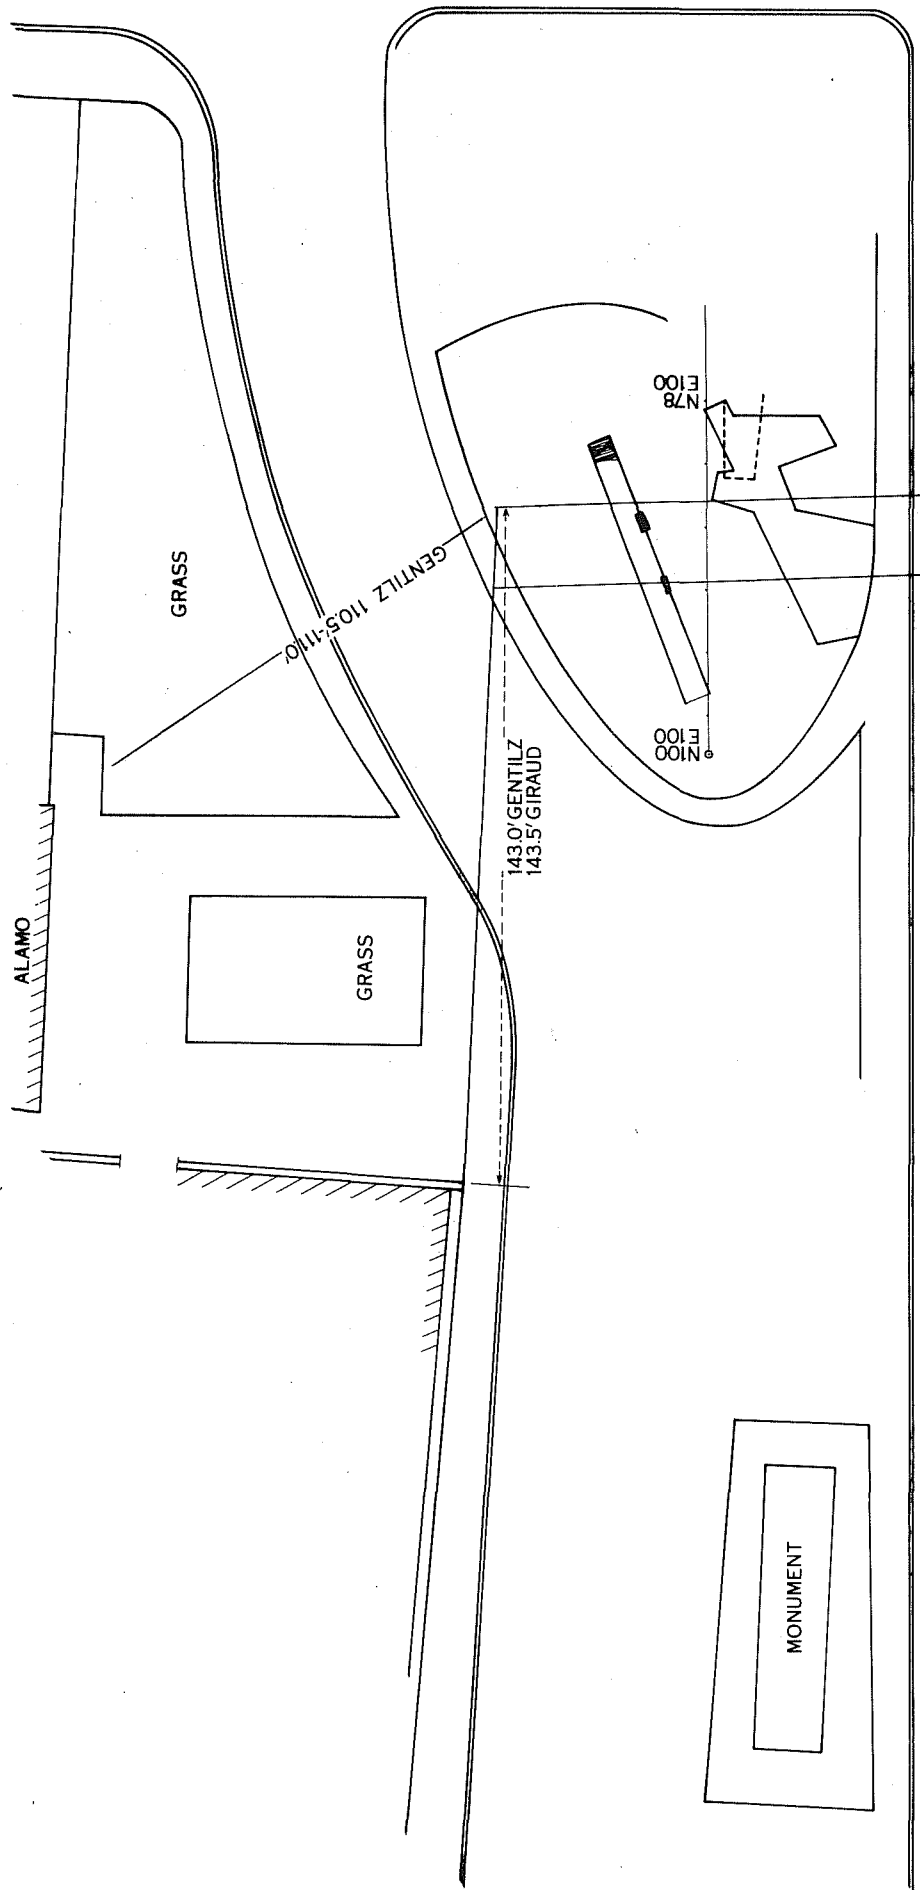 ALAMO
GRASS
GRASS
GENTILZ 110.5'-111.0'
143.0' GENTILZ
143.5' GIRAUD
N78
E100
N100
E100
MONUMENT